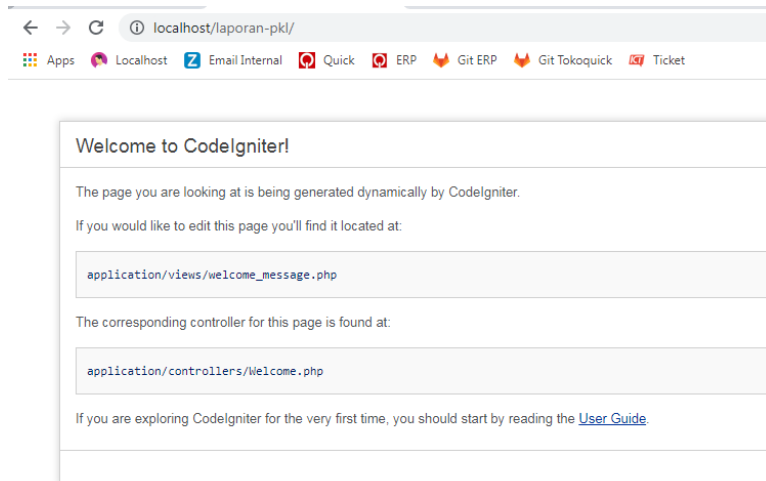 localhost/laporan-pkl/
Apps Localhost Email Internal Quick ERP Git ERP Git Tokoquick Ticket
Welcome to CodeIgniter!
The page you are looking at is being generated dynamically by CodeIgniter.
If you would like to edit this page you'll find it located at:
application/views/welcome_message.php
The corresponding controller for this page is found at:
application/controllers/Welcome.php
If you are exploring CodeIgniter for the very first time, you should start by reading the User Guide.